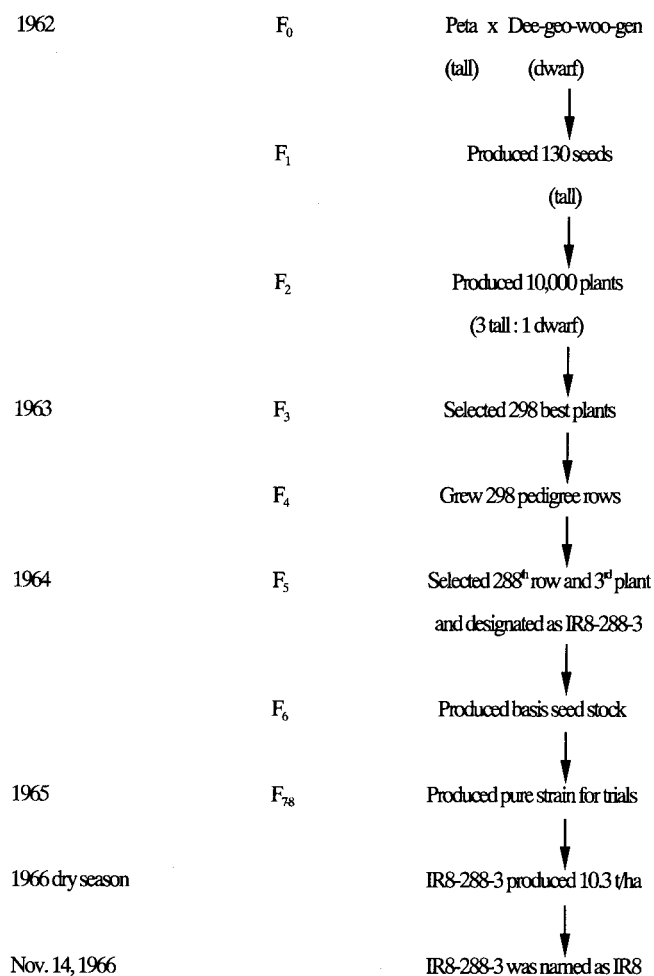 1962 F₀ Peta x Dee-geo-woo-gen
(tall) (dwarf)
F₁ Produced 130 seeds
(tall)
F₂ Produced 10,000 plants
(3 tall : 1 dwarf)
1963 F₃ Selected 298 best plants
F₄ Grew 298 pedigree rows
1964 F₅ Selected 288th row and 3rd plant
and designated as IR8-288-3
F₆ Produced basis seed stock
1965 F₇₈ Produced pure strain for trials
1966 dry season IR8-288-3 produced 10.3 t/ha
Nov. 14, 1966 IR8-288-3 was named as IR8